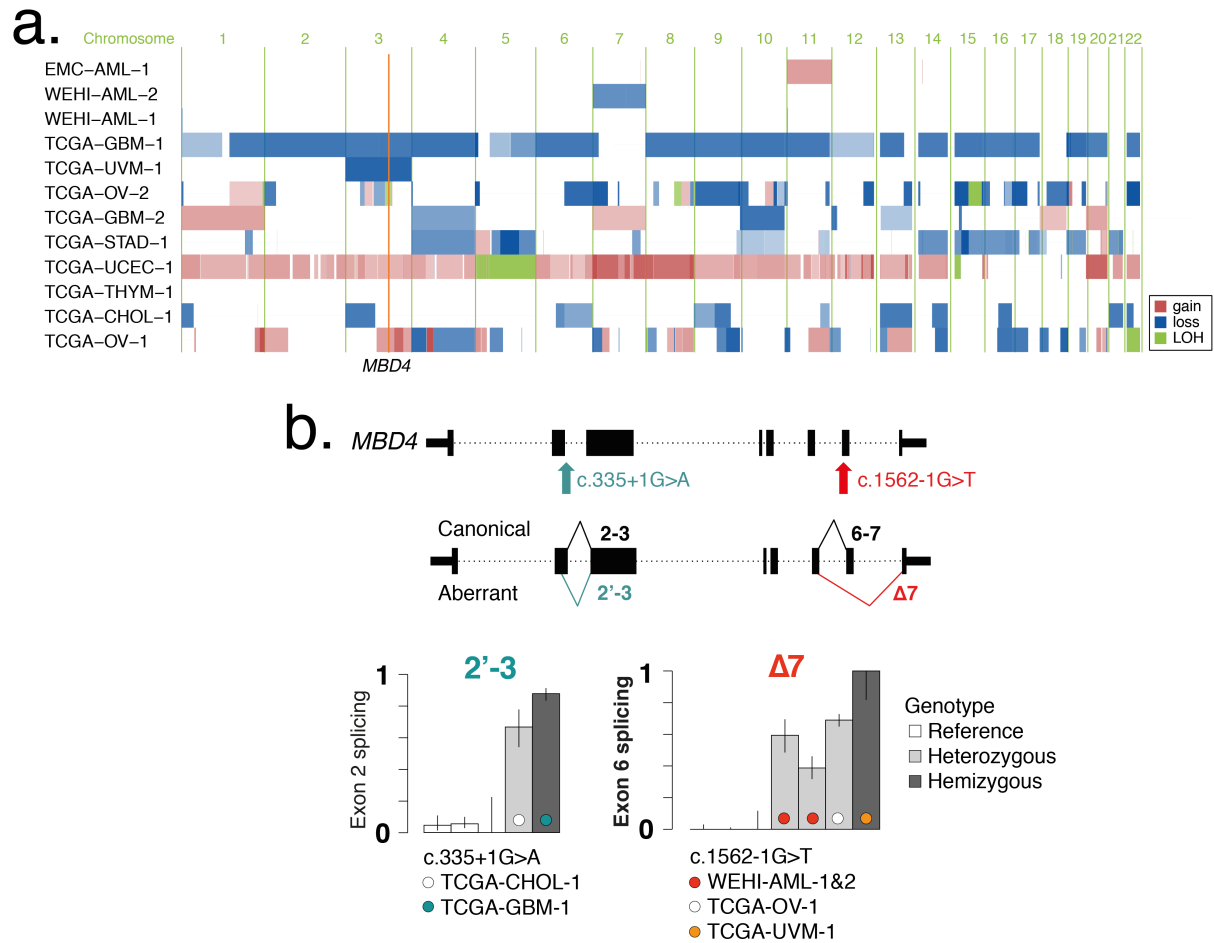 a.
Chromosome 1 2 3 4 5 6 7 8 9 10 11 12 13 14 15 16 17 18 19 20 21 22
EMC–AML–1
WEHI–AML–2
WEHI–AML–1
TCGA–GBM–1
TCGA–UVM–1
TCGA–OV–2
TCGA–GBM–2
TCGA–STAD–1
TCGA–UCEC–1
TCGA–THYM–1
TCGA–CHOL–1
TCGA–OV–1
gain
loss
LOH
MBD4
b.
MBD4
c.335+1G>A
c.1562-1G>T
Canonical
2-3
6-7
Aberrant
2’-3
Δ7
2’-3
Exon 2 splicing
1
0
c.335+1G>A
TCGA-CHOL-1
TCGA-GBM-1
Δ7
Exon 6 splicing
1
0
c.1562-1G>T
WEHI-AML-1&2
TCGA-OV-1
TCGA-UVM-1
Genotype
Reference
Heterozygous
Hemizygous